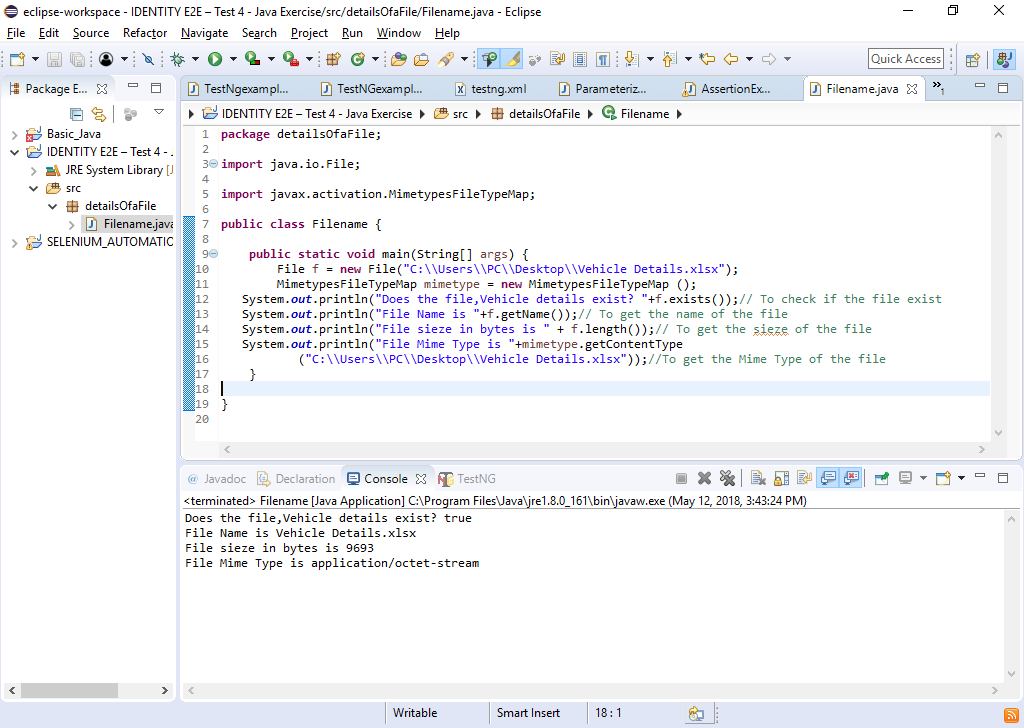 eclipse-workspace - IDENTITY E2E – Test 4 - Java Exercise/src/detailsOfaFile/Filename.java - Eclipse
File Edit Source Refactor Navigate Search Project Run Window Help
Quick Access
Package E...
TestNgexampl... TestNGexampl... testng.xml Parameteriz... AssertionEx... Filename.java »1
IDENTITY E2E – Test 4 - Java Exercise src detailsOfaFile Filename
Basic_Java
IDENTITY E2E – Test 4 -
JRE System Library [J
src
detailsOfaFile
Filename.java
SELENIUM_AUTOMATIO
1 package detailsOfaFile;
2
3 import java.io.File;
4
5 import javax.activation.MimetypesFileTypeMap;
6
7 public class Filename {
8
9 public static void main(String[] args) {
10 File f = new File("C:\\Users\\PC\\Desktop\\Vehicle Details.xlsx");
11 MimetypesFileTypeMap mimetype = new MimetypesFileTypeMap ();
12 System.out.println("Does the file,Vehicle details exist? "+f.exists());// To check if the file exist
13 System.out.println("File Name is "+f.getName());// To get the name of the file
14 System.out.println("File sieze in bytes is " + f.length());// To get the sieze of the file
15 System.out.println("File Mime Type is "+mimetype.getContentType
16 ("C:\\Users\\PC\\Desktop\\Vehicle Details.xlsx"));//To get the Mime Type of the file
17 }
18
19 }
20
@ Javadoc Declaration Console TestNG
<terminated> Filename [Java Application] C:\Program Files\Java\jre1.8.0_161\bin\javaw.exe (May 12, 2018, 3:43:24 PM)
Does the file,Vehicle details exist? true
File Name is Vehicle Details.xlsx
File sieze in bytes is 9693
File Mime Type is application/octet-stream
Writable Smart Insert 18 : 1